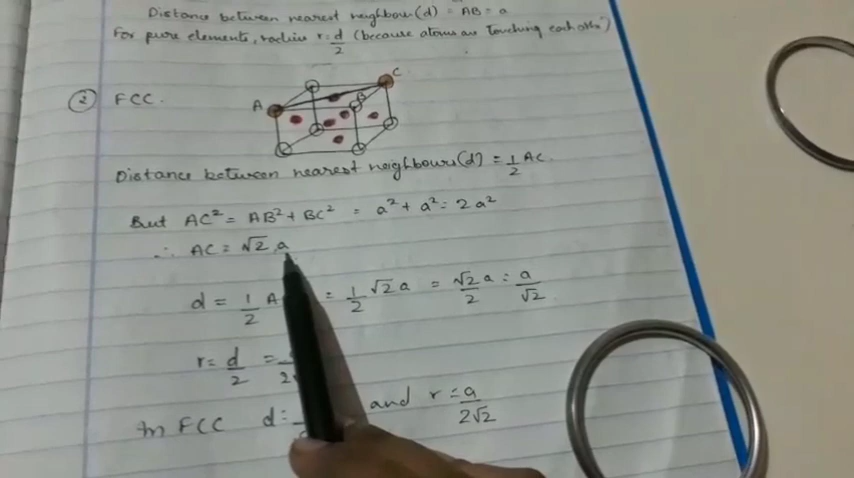 Distance between nearest neighbour(d) = AB = a
For pure elements, radius r = d/2 (because atoms are touching each other)
② FCC.
A B C
Distance between nearest neighbours(d) = 1/2 AC.
But AC² = AB² + BC² = a² + a² = 2a²
∴ AC = √2 a
d = 1/2 A = 1/2 √2 a = √2 a/2 = a/√2
r = d/2 =
In FCC d = and r = a/2√2